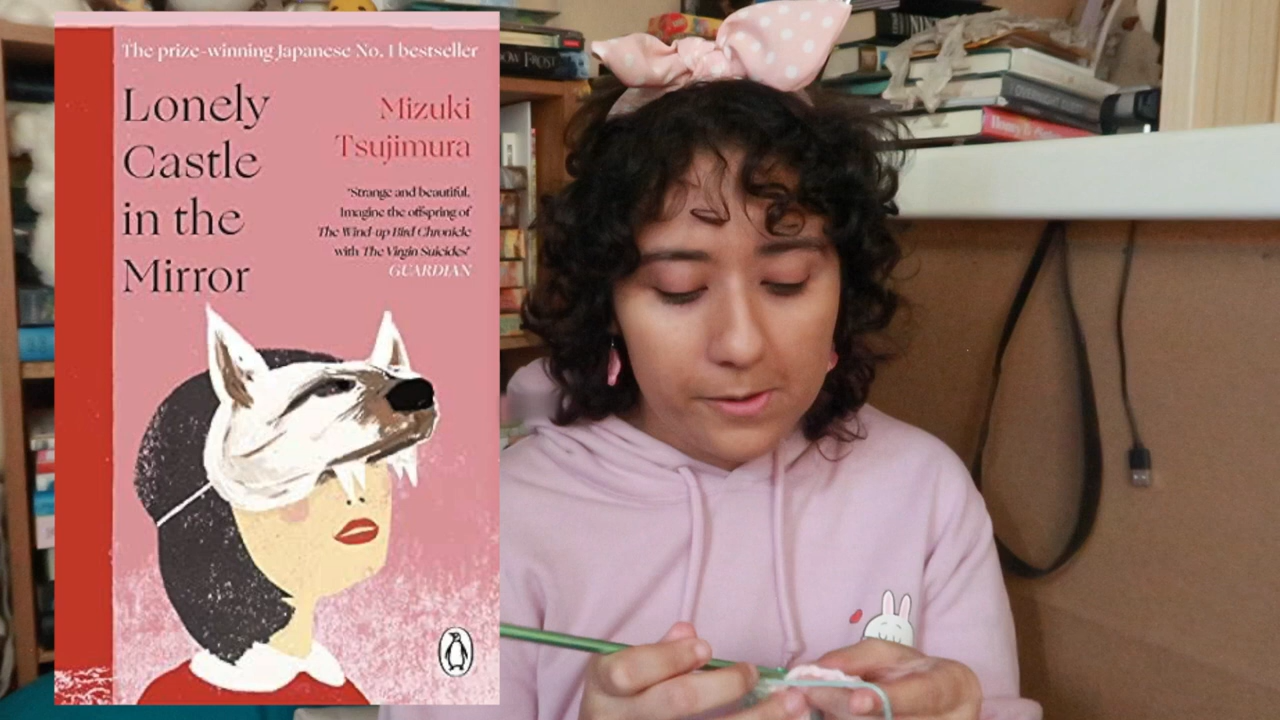 The prize-winning Japanese No. 1 bestseller
Lonely
Castle
in the
Mirror
Mizuki
Tsujimura
"Strange and beautiful.
Imagine the offspring of
The Wind-up Bird Chronicle
with The Virgin Suicides"
GUARDIAN
FROST